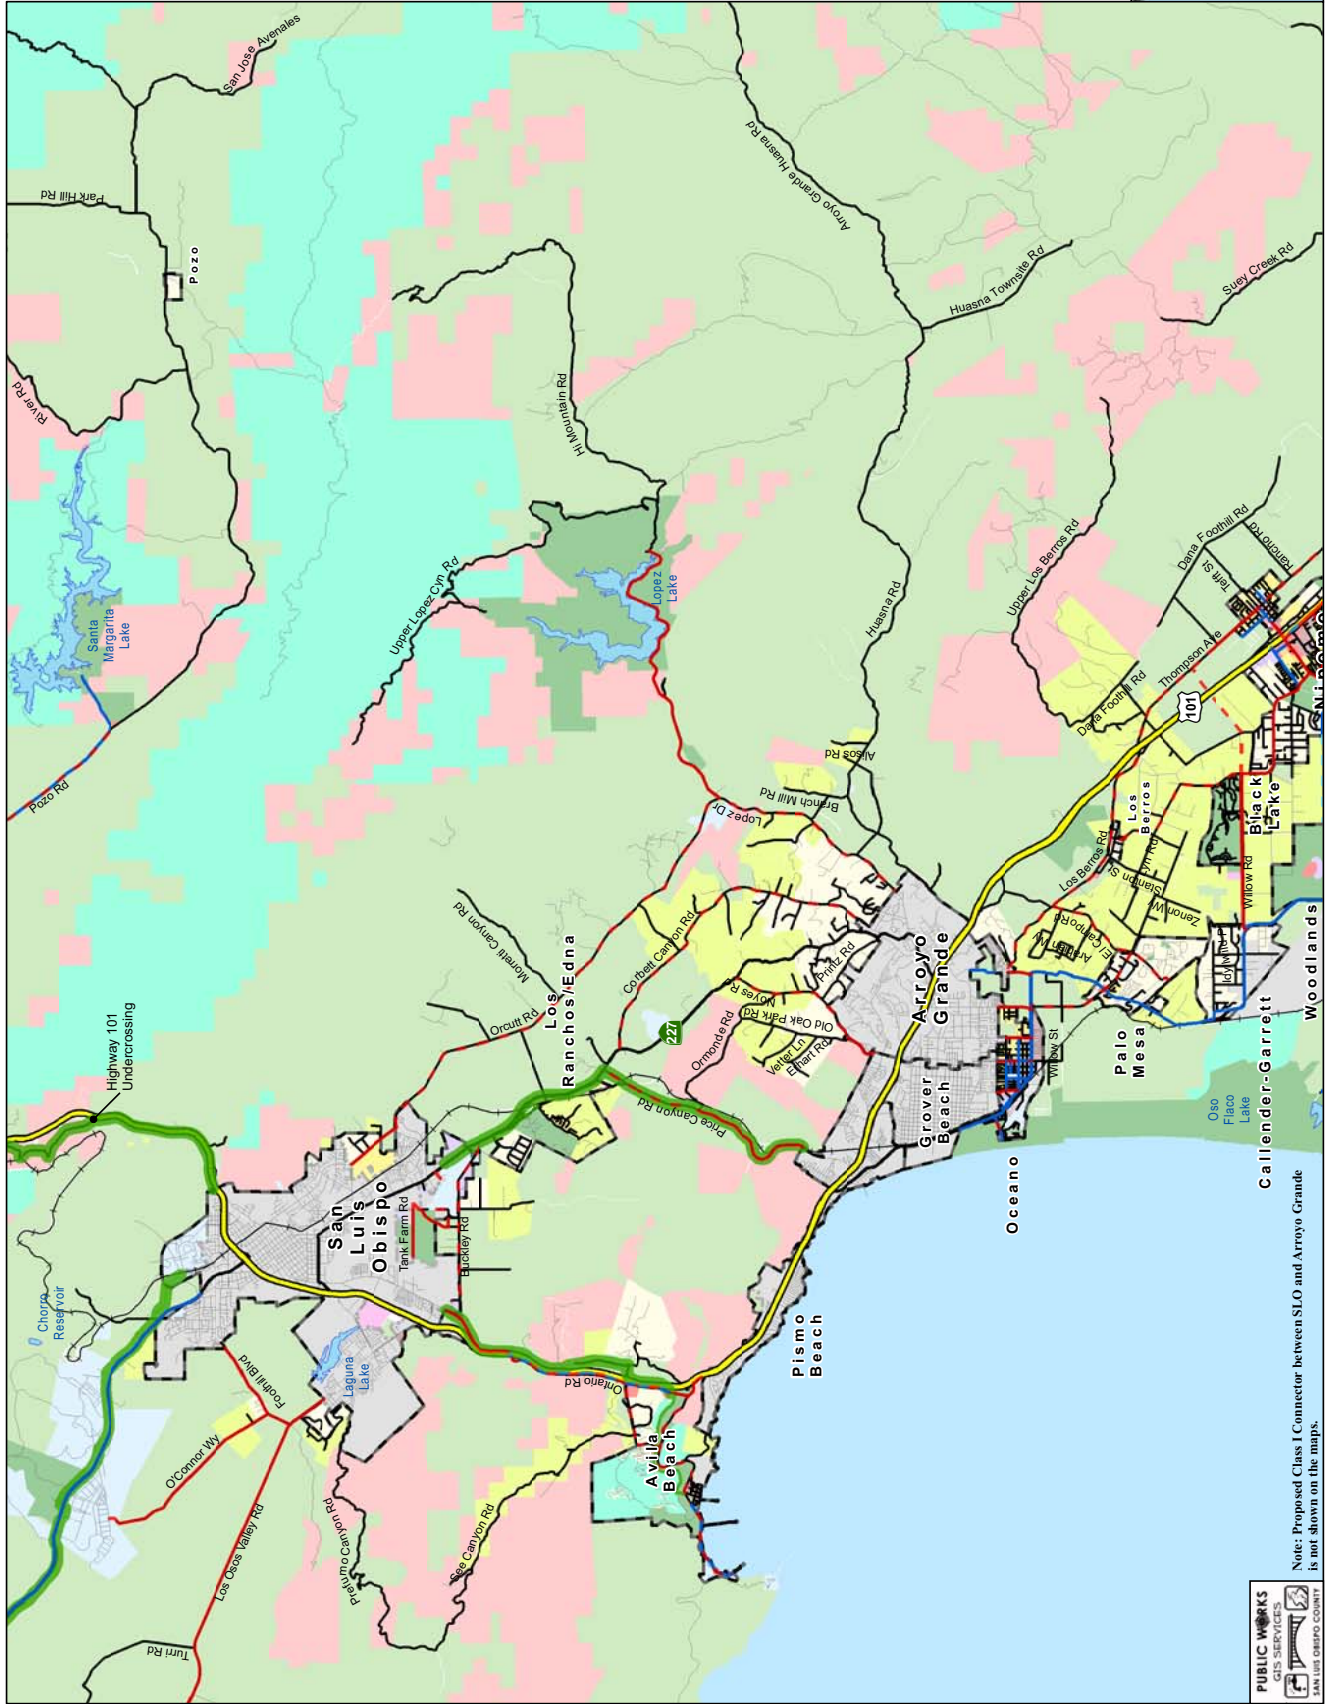 San Jose Avenales
Park Hill Rd
Pozo
River Rd
Santa
Margarita
Lake
Pozo Rd
Arroyo Grande Huasna Rd
Huasna Townsite Rd
Suey Creek Rd
Hi Mountain Rd
Upper Lopez Cyn Rd
Lopez
Lake
Huasna Rd
Upper Los Berros Rd
Dana Foothill Rd
Tefft St
Rancho Rd
Thompson Ave
101
Dana Foothill Rd
Alisos Rd
Branch Mill Rd
Lopez Dr
Los
Berros
Black
Lake
Los Berros Rd
Willow Rd
Zenon Wy
El Campo Rd
Woodlands
Callender-Garrett
Palo
Mesa
Willow St
Oso
Flaco
Lake
Moretti Canyon Rd
Corbett Canyon Rd
Los
Ranchos/Edna
Orcutt Rd
227
Noyes R
Printz Rd
Old Oak Park Rd
Ormonde Rd
Vetter Ln
Erhart Rd
Price Canyon Rd
Arroyo
Grande
Grover
Beach
Oceano
Pismo
Beach
Highway 101
Undercrossing
San
Luis
Obispo
Tank Farm Rd
Buckley Rd
Chorro
Reservoir
Laguna
Lake
Foothill Blvd
O'Connor Wy
Los Osos Valley Rd
Turri Rd
Prefumo Canyon Rd
See Canyon Rd
Ontario Rd
Avila
Beach
Note: Proposed Class I Connector between SLO and Arroyo Grande
is not shown on the maps.
PUBLIC WORKS
GIS SERVICES
SAN LUIS OBISPO COUNTY